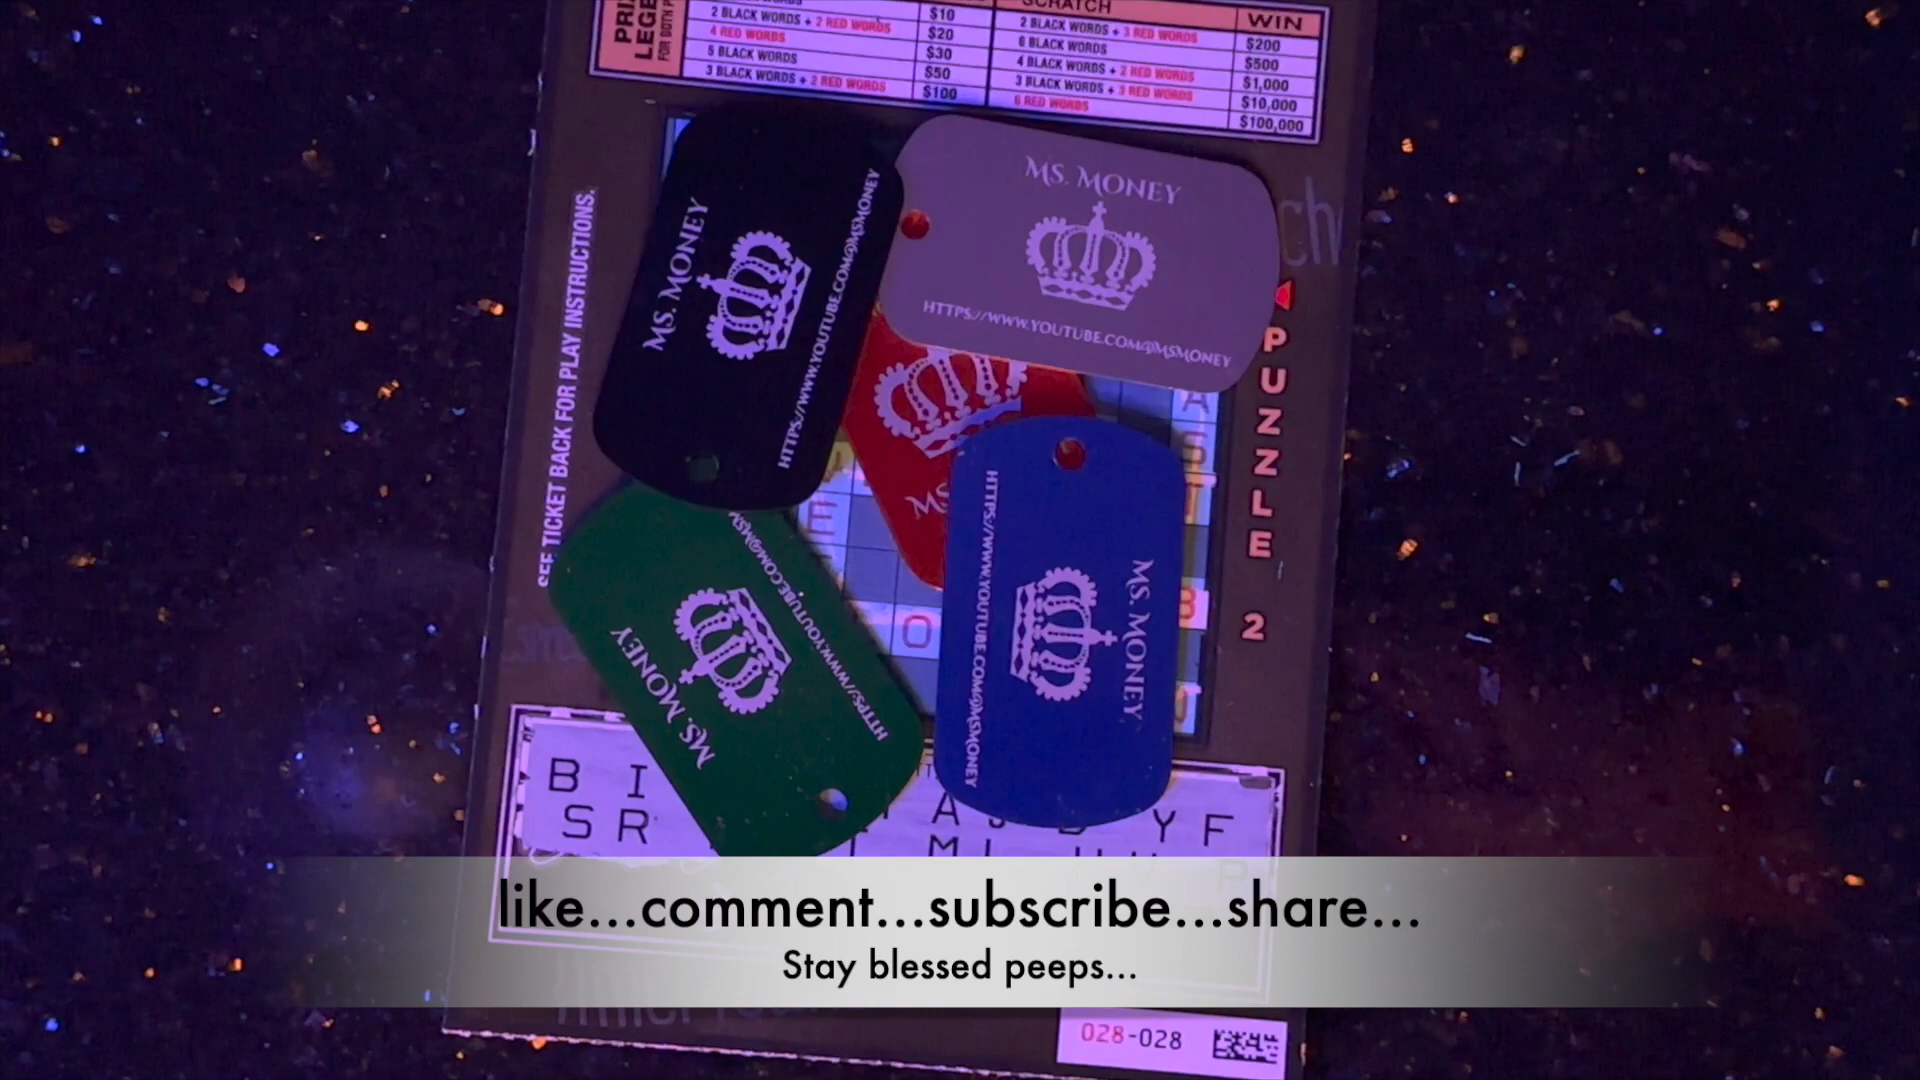 PRI
LEGE
SCRATCH WIN
2 BLACK WORDS + 2 RED WORDS $10
4 RED WORDS $20
5 BLACK WORDS $30
3 BLACK WORDS + 2 RED WORDS $50
$100
2 BLACK WORDS + 3 RED WORDS $200
6 BLACK WORDS $500
4 BLACK WORDS + 2 RED WORDS $1,000
3 BLACK WORDS + 3 RED WORDS $10,000
6 RED WORDS $100,000
SEE TICKET BACK FOR PLAY INSTRUCTIONS.
MS. MONEY
HTTPS://WWW.YOUTUBE.COM@MSMONEY
MS. MONEY
HTTPS://WWW.YOUTUBE.COM@MSMONEY
MS
MS. MONEY
HTTPS://WWW.YOUTUBE.COM@MSM
MS. MONEY
HTTPS://WWW.YOUTUBE.COM@MSMONEY
PUZZLE 2
A
E
O
B
B I
S R A Y F
like...comment...subscribe...share...
Stay blessed peeps...
028-028